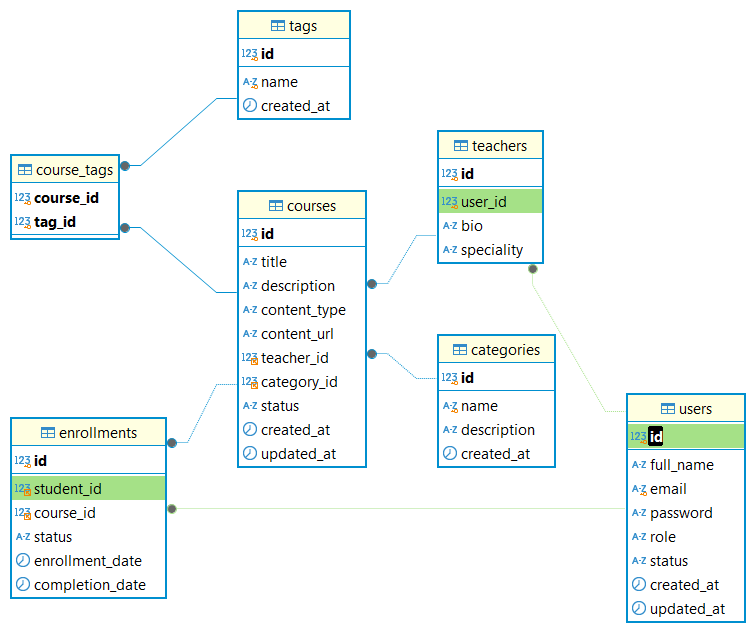 tags
123 id
A-Z name
created_at
course_tags
123 course_id
123 tag_id
teachers
123 id
123 user_id
A-Z bio
A-Z speciality
courses
123 id
A-Z title
A-Z description
A-Z content_type
A-Z content_url
123 teacher_id
123 category_id
A-Z status
created_at
updated_at
categories
123 id
A-Z name
A-Z description
created_at
enrollments
123 id
123 student_id
123 course_id
A-Z status
enrollment_date
completion_date
users
123 id
A-Z full_name
A-Z email
A-Z password
A-Z role
A-Z status
created_at
updated_at